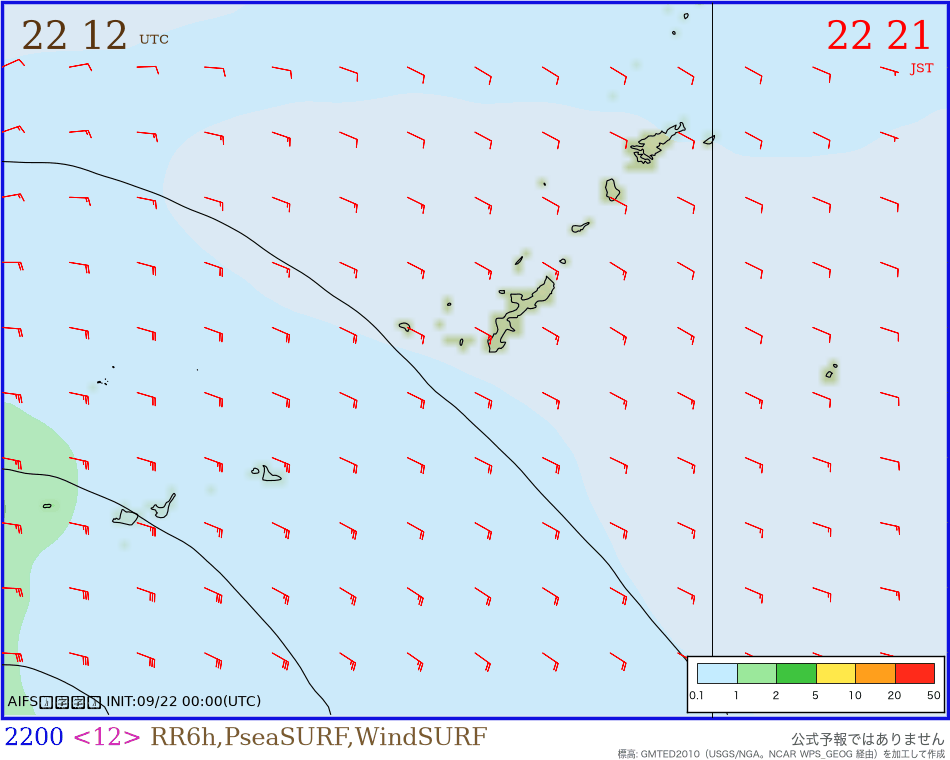 22 12 UTC
22 21
JST
0.1 1 2 5 10 20 50
AIFS INIT:09/22 00:00(UTC)
2200 <12> RR6h,PseaSURF,WindSURF
公式予報ではありません
標高: GMTED2010（USGS/NGA。NCAR WPS_GEOG 経由）を加工して作成